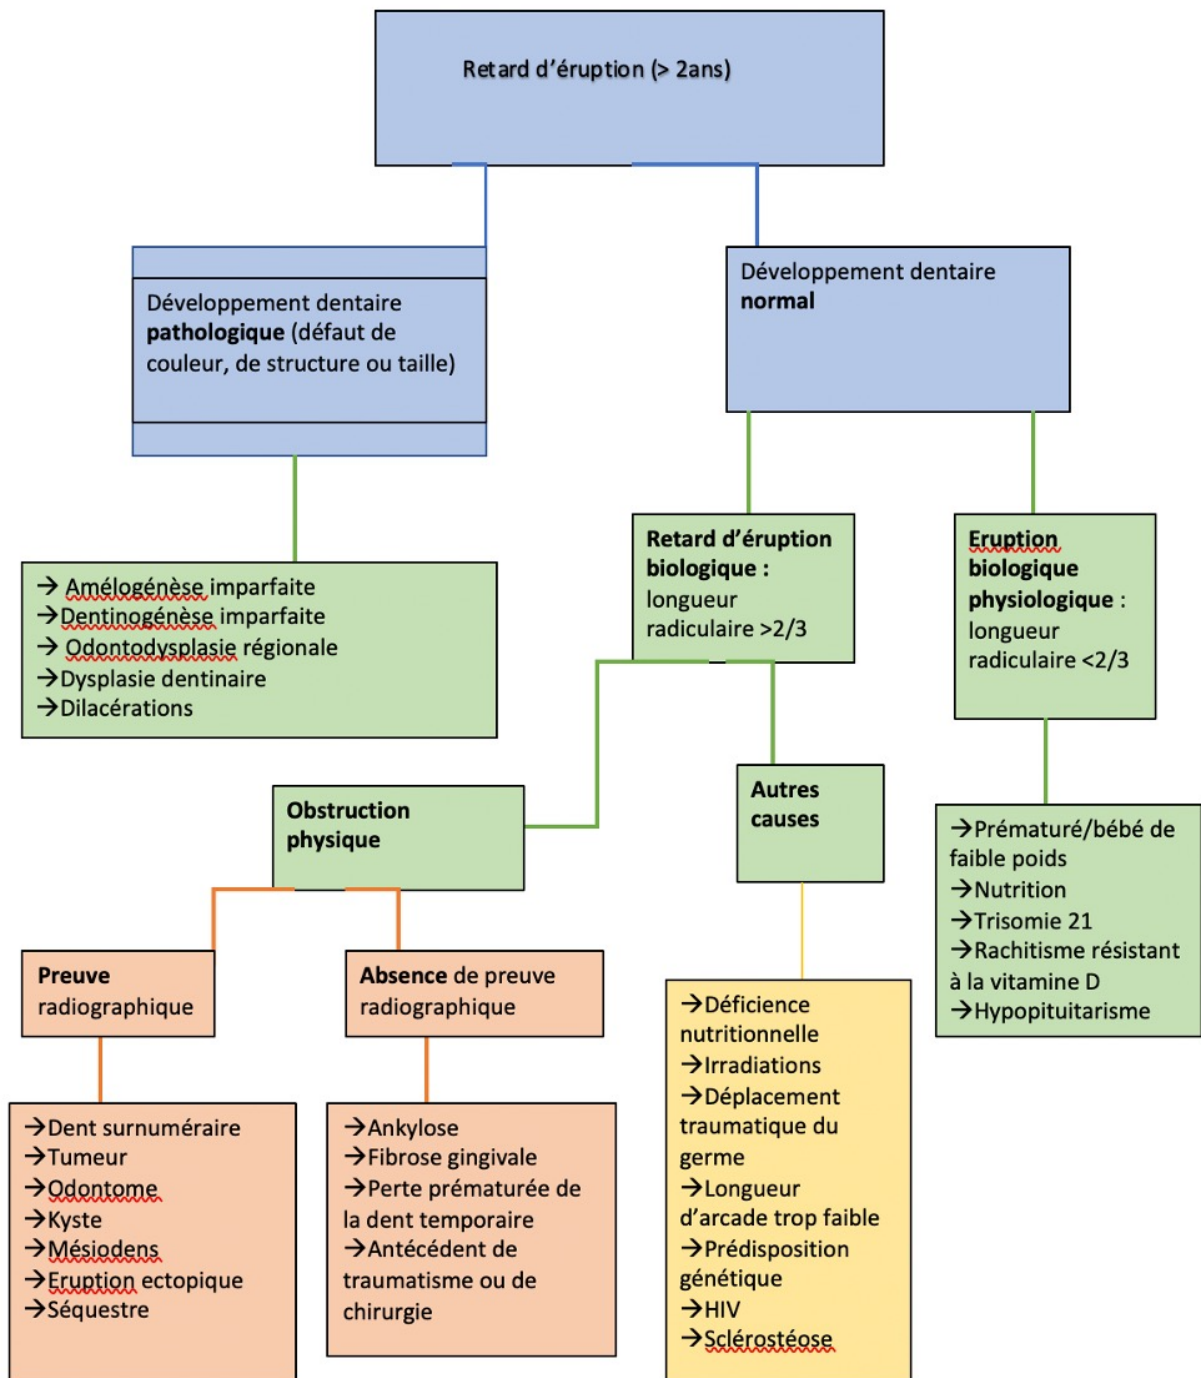 Retard d’éruption (> 2ans)
Développement dentaire
pathologique (défaut de
couleur, de structure ou taille)
Développement dentaire
normal
→ Amélogénèse imparfaite
→Dentinogénèse imparfaite
→ Odontodysplasie régionale
→Dysplasie dentinaire
→Dilacérations
Retard d’éruption
biologique :
longueur
radiculaire >2/3
Eruption
biologique
physiologique :
longueur
radiculaire <2/3
Obstruction
physique
Autres
causes
→Prématuré/bébé de
faible poids
→Nutrition
→Trisomie 21
→Rachitisme résistant
à la vitamine D
→Hypopituitarisme
Preuve
radiographique
Absence de preuve
radiographique
→Dent surnuméraire
→Tumeur
→Odontome
→Kyste
→Mésiodens
→Eruption ectopique
→Séquestre
→Ankylose
→Fibrose gingivale
→Perte prématurée de
la dent temporaire
→Antécédent de
traumatisme ou de
chirurgie
→Déficience
nutritionnelle
→Irradiations
→Déplacement
traumatique du
germe
→Longueur
d’arcade trop faible
→Prédisposition
génétique
→HIV
→Sclérostéose